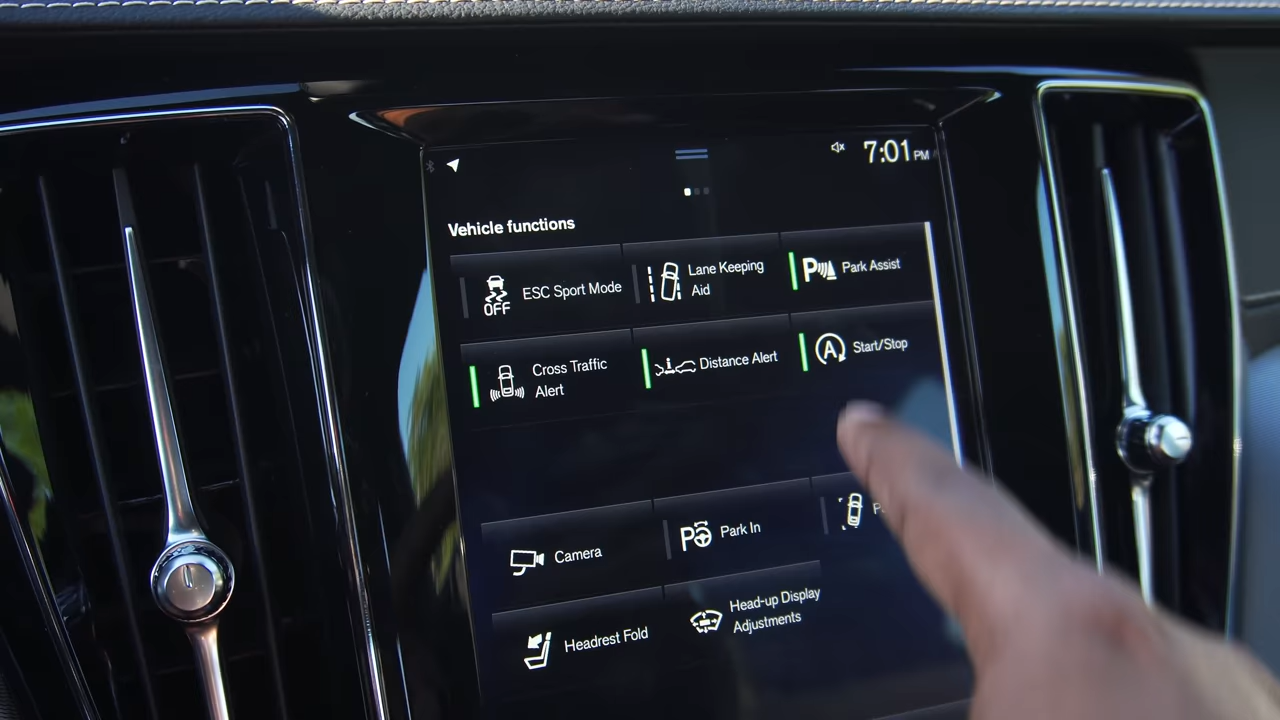 7:01 PM
Vehicle functions
OFF
ESC Sport Mode
Lane Keeping
Aid
P
Park Assist
Cross Traffic
Alert
Distance Alert
A
Start/Stop
Camera
P
Park In
Headrest Fold
Head-up Display
Adjustments